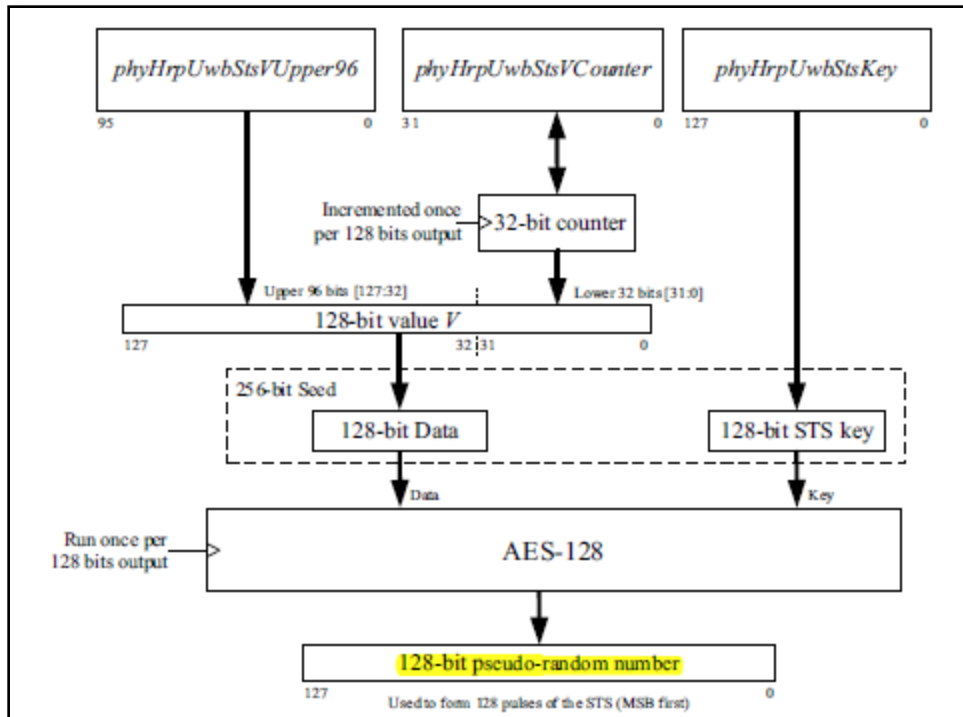 phyHrpUwbStsVUpper96 phyHrpUwbStsVCounter phyHrpUwbStsKey
95 0 31 0 127 0
Incremented once
per 128 bits output
32-bit counter
Upper 96 bits [127:32] Lower 32 bits [31:0]
128-bit value V
127 32 31 0
256-bit Seed
128-bit Data 128-bit STS key
Data Key
Run once per
128 bits output
AES-128
128-bit pseudo-random number
127 0
Used to form 128 pulses of the STS (MSB first)